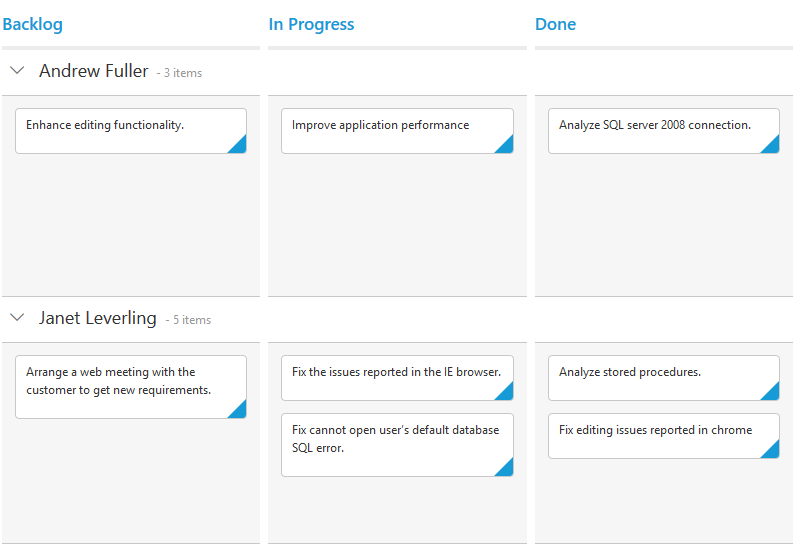 Backlog
In Progress
Done
Andrew Fuller - 3 items
Enhance editing functionality.
Improve application performance
Analyze SQL server 2008 connection.
Janet Leverling - 5 items
Arrange a web meeting with the
customer to get new requirements.
Fix the issues reported in the IE browser.
Fix cannot open user's default database
SQL error.
Analyze stored procedures.
Fix editing issues reported in chrome